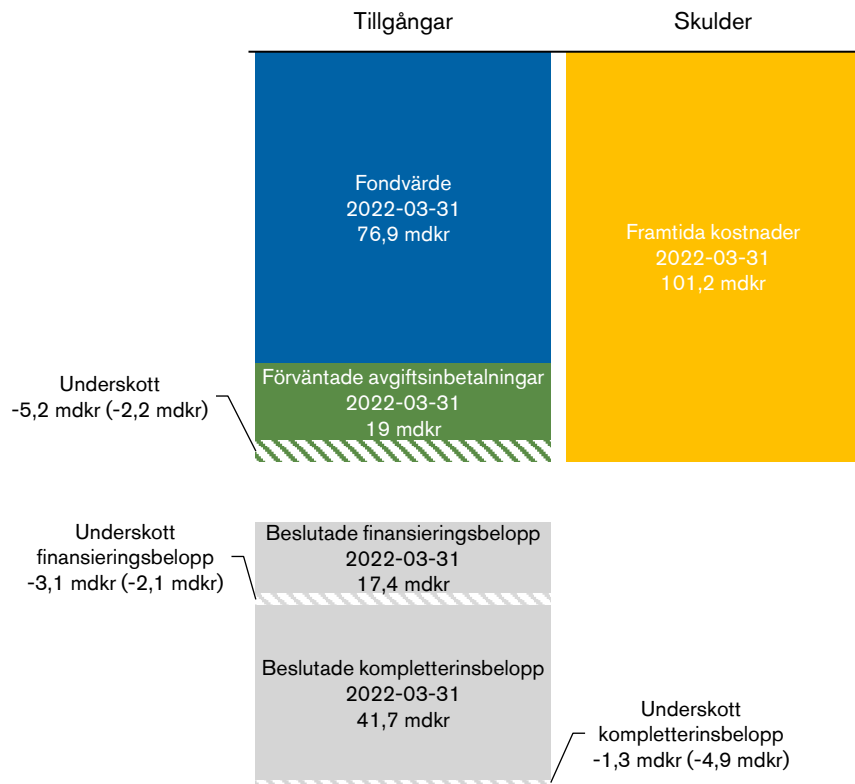 Tillgångar
Skulder
Fondvärde
2022-03-31
76,9 mdkr
Framtida kostnader
2022-03-31
101,2 mdkr
Förväntade avgiftsinbetalningar
2022-03-31
19 mdkr
Underskott
-5,2 mdkr (-2,2 mdkr)
Beslutade finansieringsbelopp
2022-03-31
17,4 mdkr
Underskott
finansieringsbelopp
-3,1 mdkr (-2,1 mdkr)
Beslutade kompletterinsbelopp
2022-03-31
41,7 mdkr
Underskott
kompletterinsbelopp
-1,3 mdkr (-4,9 mdkr)